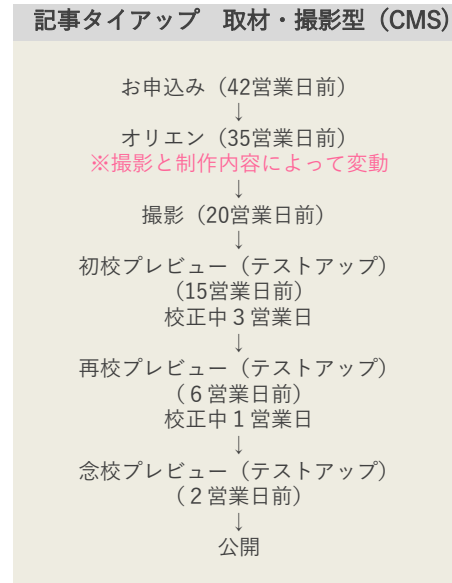 記事タイアップ　取材・撮影型（CMS）
お申込み（42営業日前）
↓
オリエン（35営業日前）
※撮影と制作内容によって変動
↓
撮影（20営業日前）
↓
初校プレビュー（テストアップ）
（15営業日前）
校正中３営業日
↓
再校プレビュー（テストアップ）
（６営業日前）
校正中１営業日
↓
念校プレビュー（テストアップ）
（２営業日前）
↓
公開